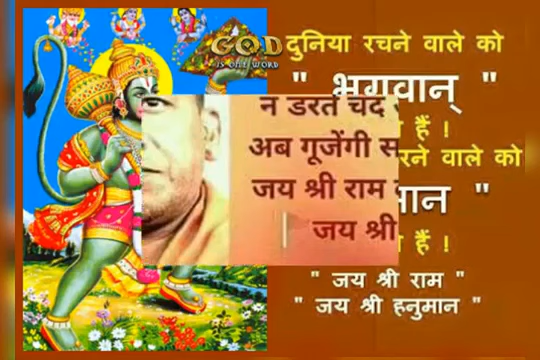 GOD
IS ONE WORD
दुनिया रचने वाले को
" भगवान् "
हैं !
न डरते चंद
अब गूजेंगी
रने वाले को
जय श्री राम
मान "
जय श्री
हैं !
" जय श्री राम "
" जय श्री हनुमान "